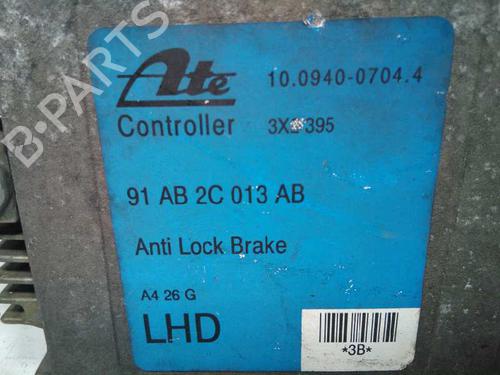 B-PARTS
Ate 10.0940-0704.4
Controller
91 AB 2C 013 AB
Anti Lock Brake
A4 26 G
LHD
*3B*